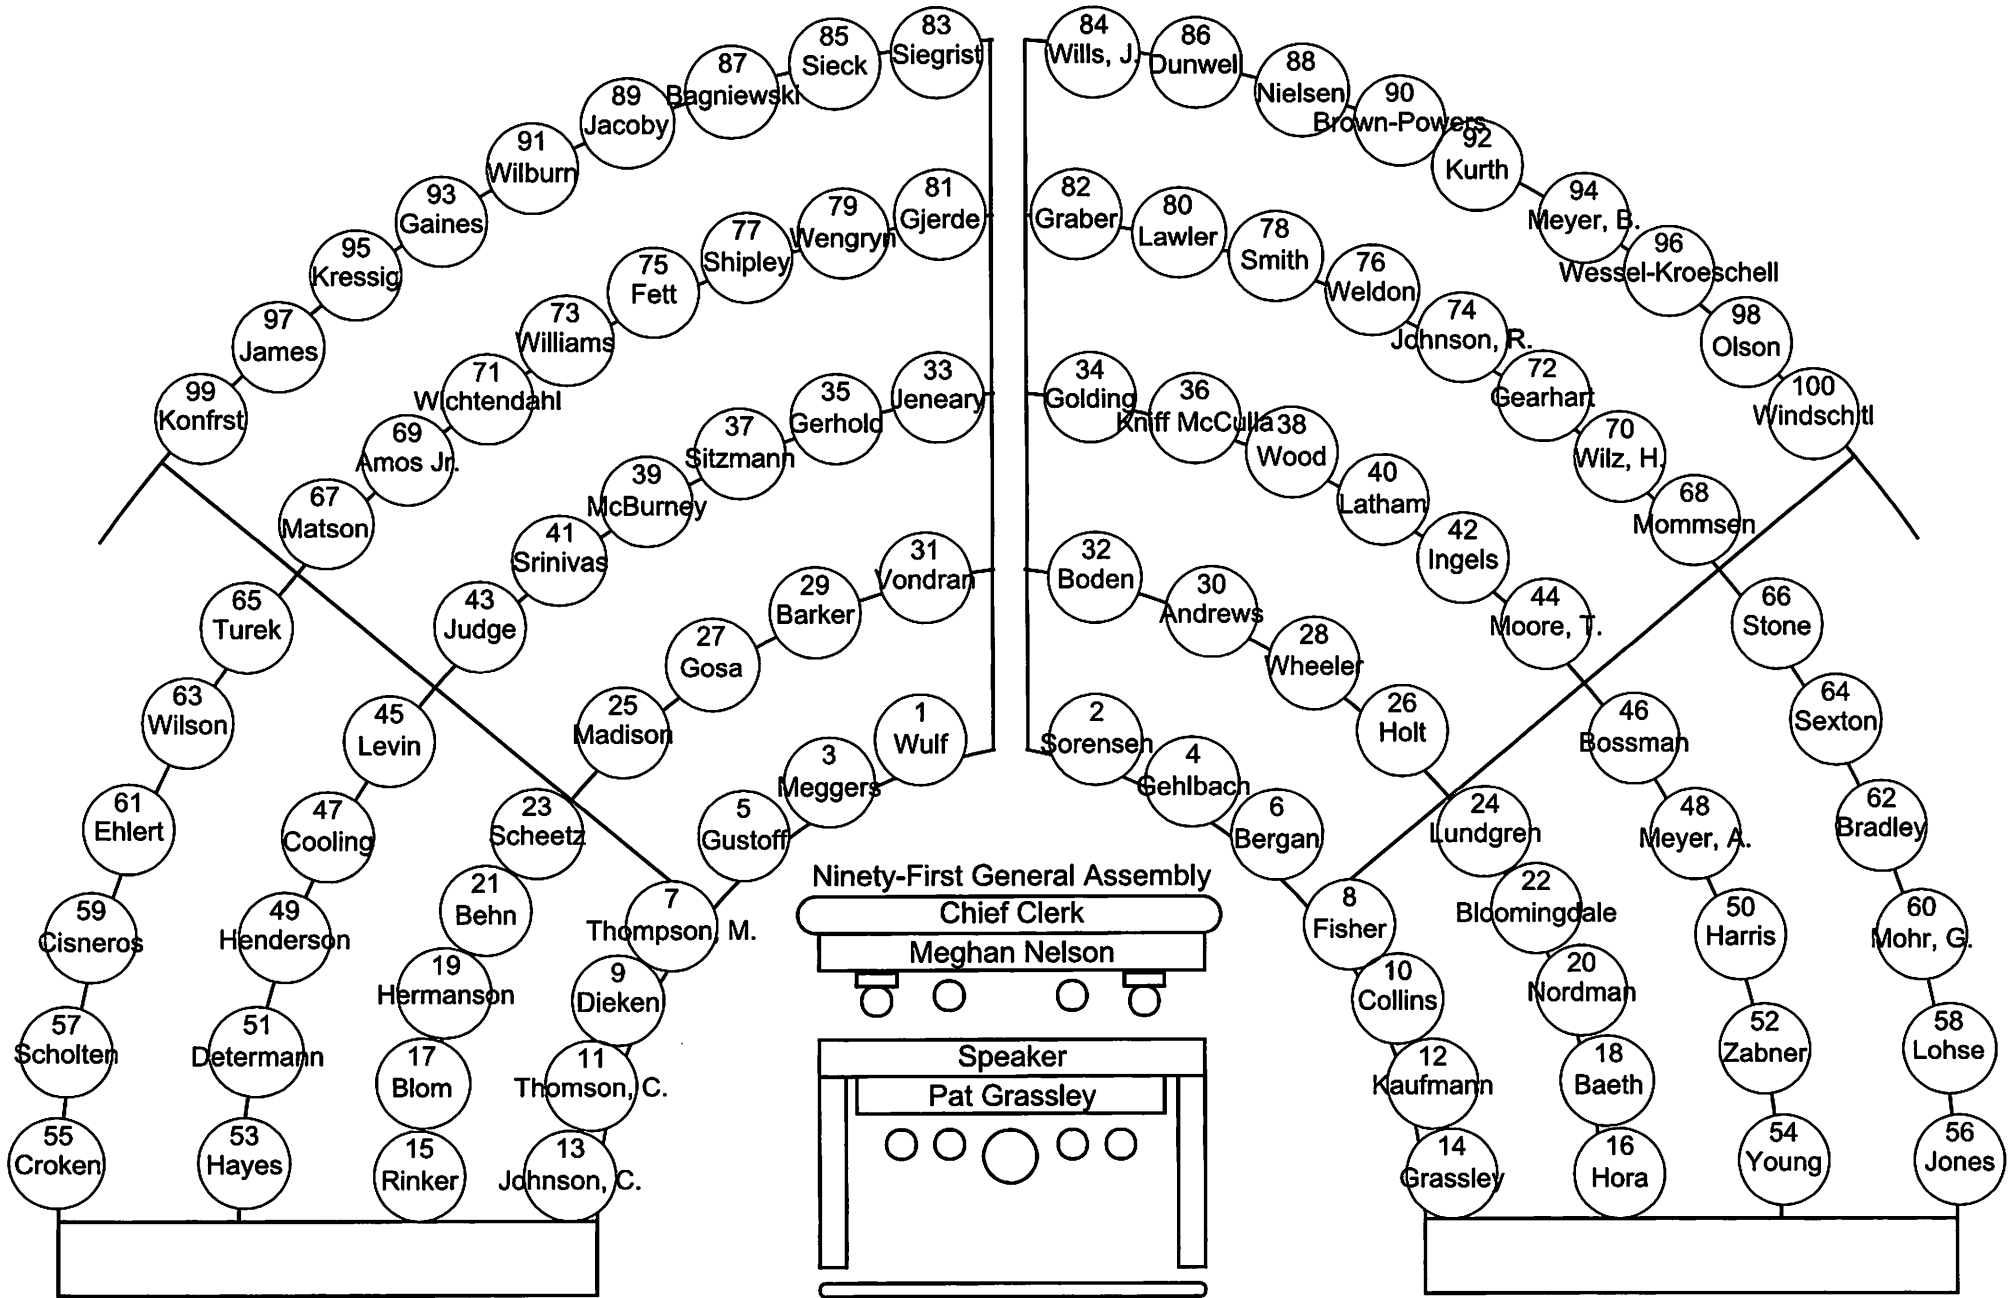 83
Siegrist
85
Sieck
87
Bagniewski
89
Jacoby
91
Wilburn
93
Gaines
95
Kressig
97
James
99
Konfrst
84
Wills, J.
86
Dunwell
88
Nielsen
90
Brown-Powers
92
Kurth
94
Meyer, B.
96
Wessel-Kroeschell
98
Olson
100
Windschitl
81
Gjerde
79
Wengryn
77
Shipley
75
Fett
73
Williams
71
Wichtendahl
69
Amos Jr.
67
Matson
65
Turek
63
Wilson
61
Ehlert
59
Cisneros
57
Scholten
55
Croken
82
Graber
80
Lawler
78
Smith
76
Weldon
74
Johnson, R.
72
Gearhart
70
Wilz, H.
68
Mommsen
66
Stone
64
Sexton
62
Bradley
60
Mohr, G.
58
Lohse
56
Jones
33
Jeneary
35
Gerhold
37
Sitzmann
39
McBurney
41
Srinivas
43
Judge
45
Levin
47
Cooling
49
Henderson
51
Determann
53
Hayes
34
Golding
36
Kniff McCulla
38
Wood
40
Latham
42
Ingels
44
Moore, T.
46
Bossman
48
Meyer, A.
50
Harris
52
Zabner
54
Young
31
Vondran
29
Barker
27
Gosa
25
Madison
23
Scheetz
21
Behn
19
Hermanson
17
Blom
15
Rinker
32
Boden
30
Andrews
28
Wheeler
26
Holt
24
Lundgren
22
Bloomingdale
20
Nordman
18
Baeth
16
Hora
1
Wulf
3
Meggers
5
Gustoff
7
Thompson, M.
9
Dieken
11
Thomson, C.
13
Johnson, C.
2
Sorensen
4
Gehlbach
6
Bergan
8
Fisher
10
Collins
12
Kaufmann
14
Grassley
Ninety-First General Assembly
Chief Clerk
Meghan Nelson
Speaker
Pat Grassley